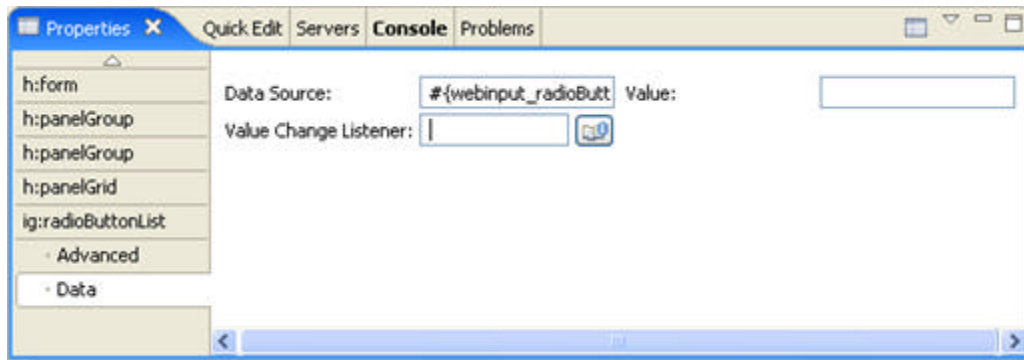 Properties Quick Edit Servers Console Problems
h:form
h:panelGroup
h:panelGroup
h:panelGrid
ig:radioButtonList
Advanced
Data
Data Source: #{webinput_radioButt Value:
Value Change Listener: